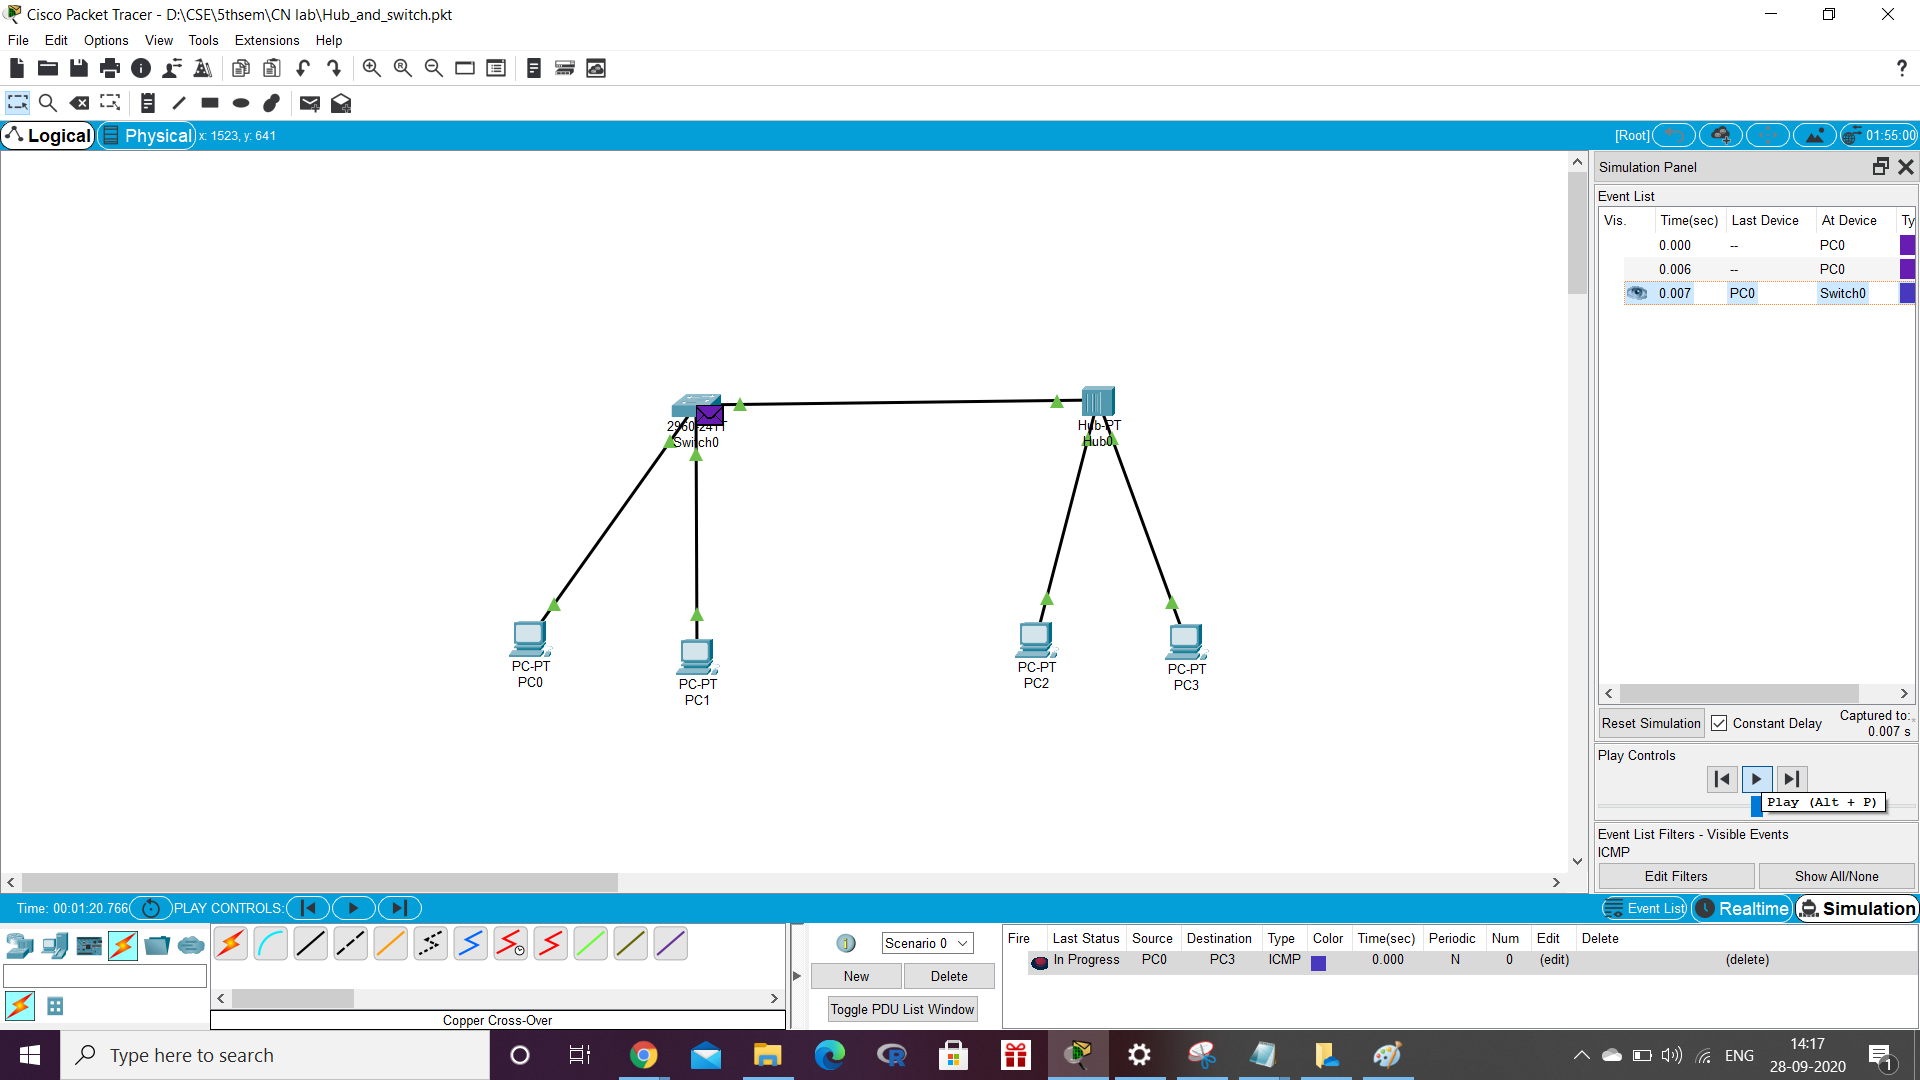 Cisco Packet Tracer - D:\CSE\5thsem\CN lab\Hub_and_switch.pkt
File Edit Options View Tools Extensions Help
?
Logical Physical x: 1523, y: 641 [Root] 01:55:00
Simulation Panel
Event List
Vis. Time(sec) Last Device At Device Ty
0.000 -- PC0
0.006 -- PC0
0.007 PC0 Switch0
Switch0
Hub-PT
Hub0
PC-PT
PC0
PC-PT
PC1
PC-PT
PC2
PC-PT
PC3
Reset Simulation Constant Delay Captured to:
0.007 s
Play Controls
Play (Alt + P)
Event List Filters - Visible Events
ICMP
Edit Filters Show All/None
Time: 00:01:20.766 PLAY CONTROLS: Event List Realtime Simulation
Scenario 0
New Delete
Toggle PDU List Window
Copper Cross-Over
Fire Last Status Source Destination Type Color Time(sec) Periodic Num Edit Delete
In Progress PC0 PC3 ICMP 0.000 N 0 (edit) (delete)
Type here to search
ENG
14:17
28-09-2020
1